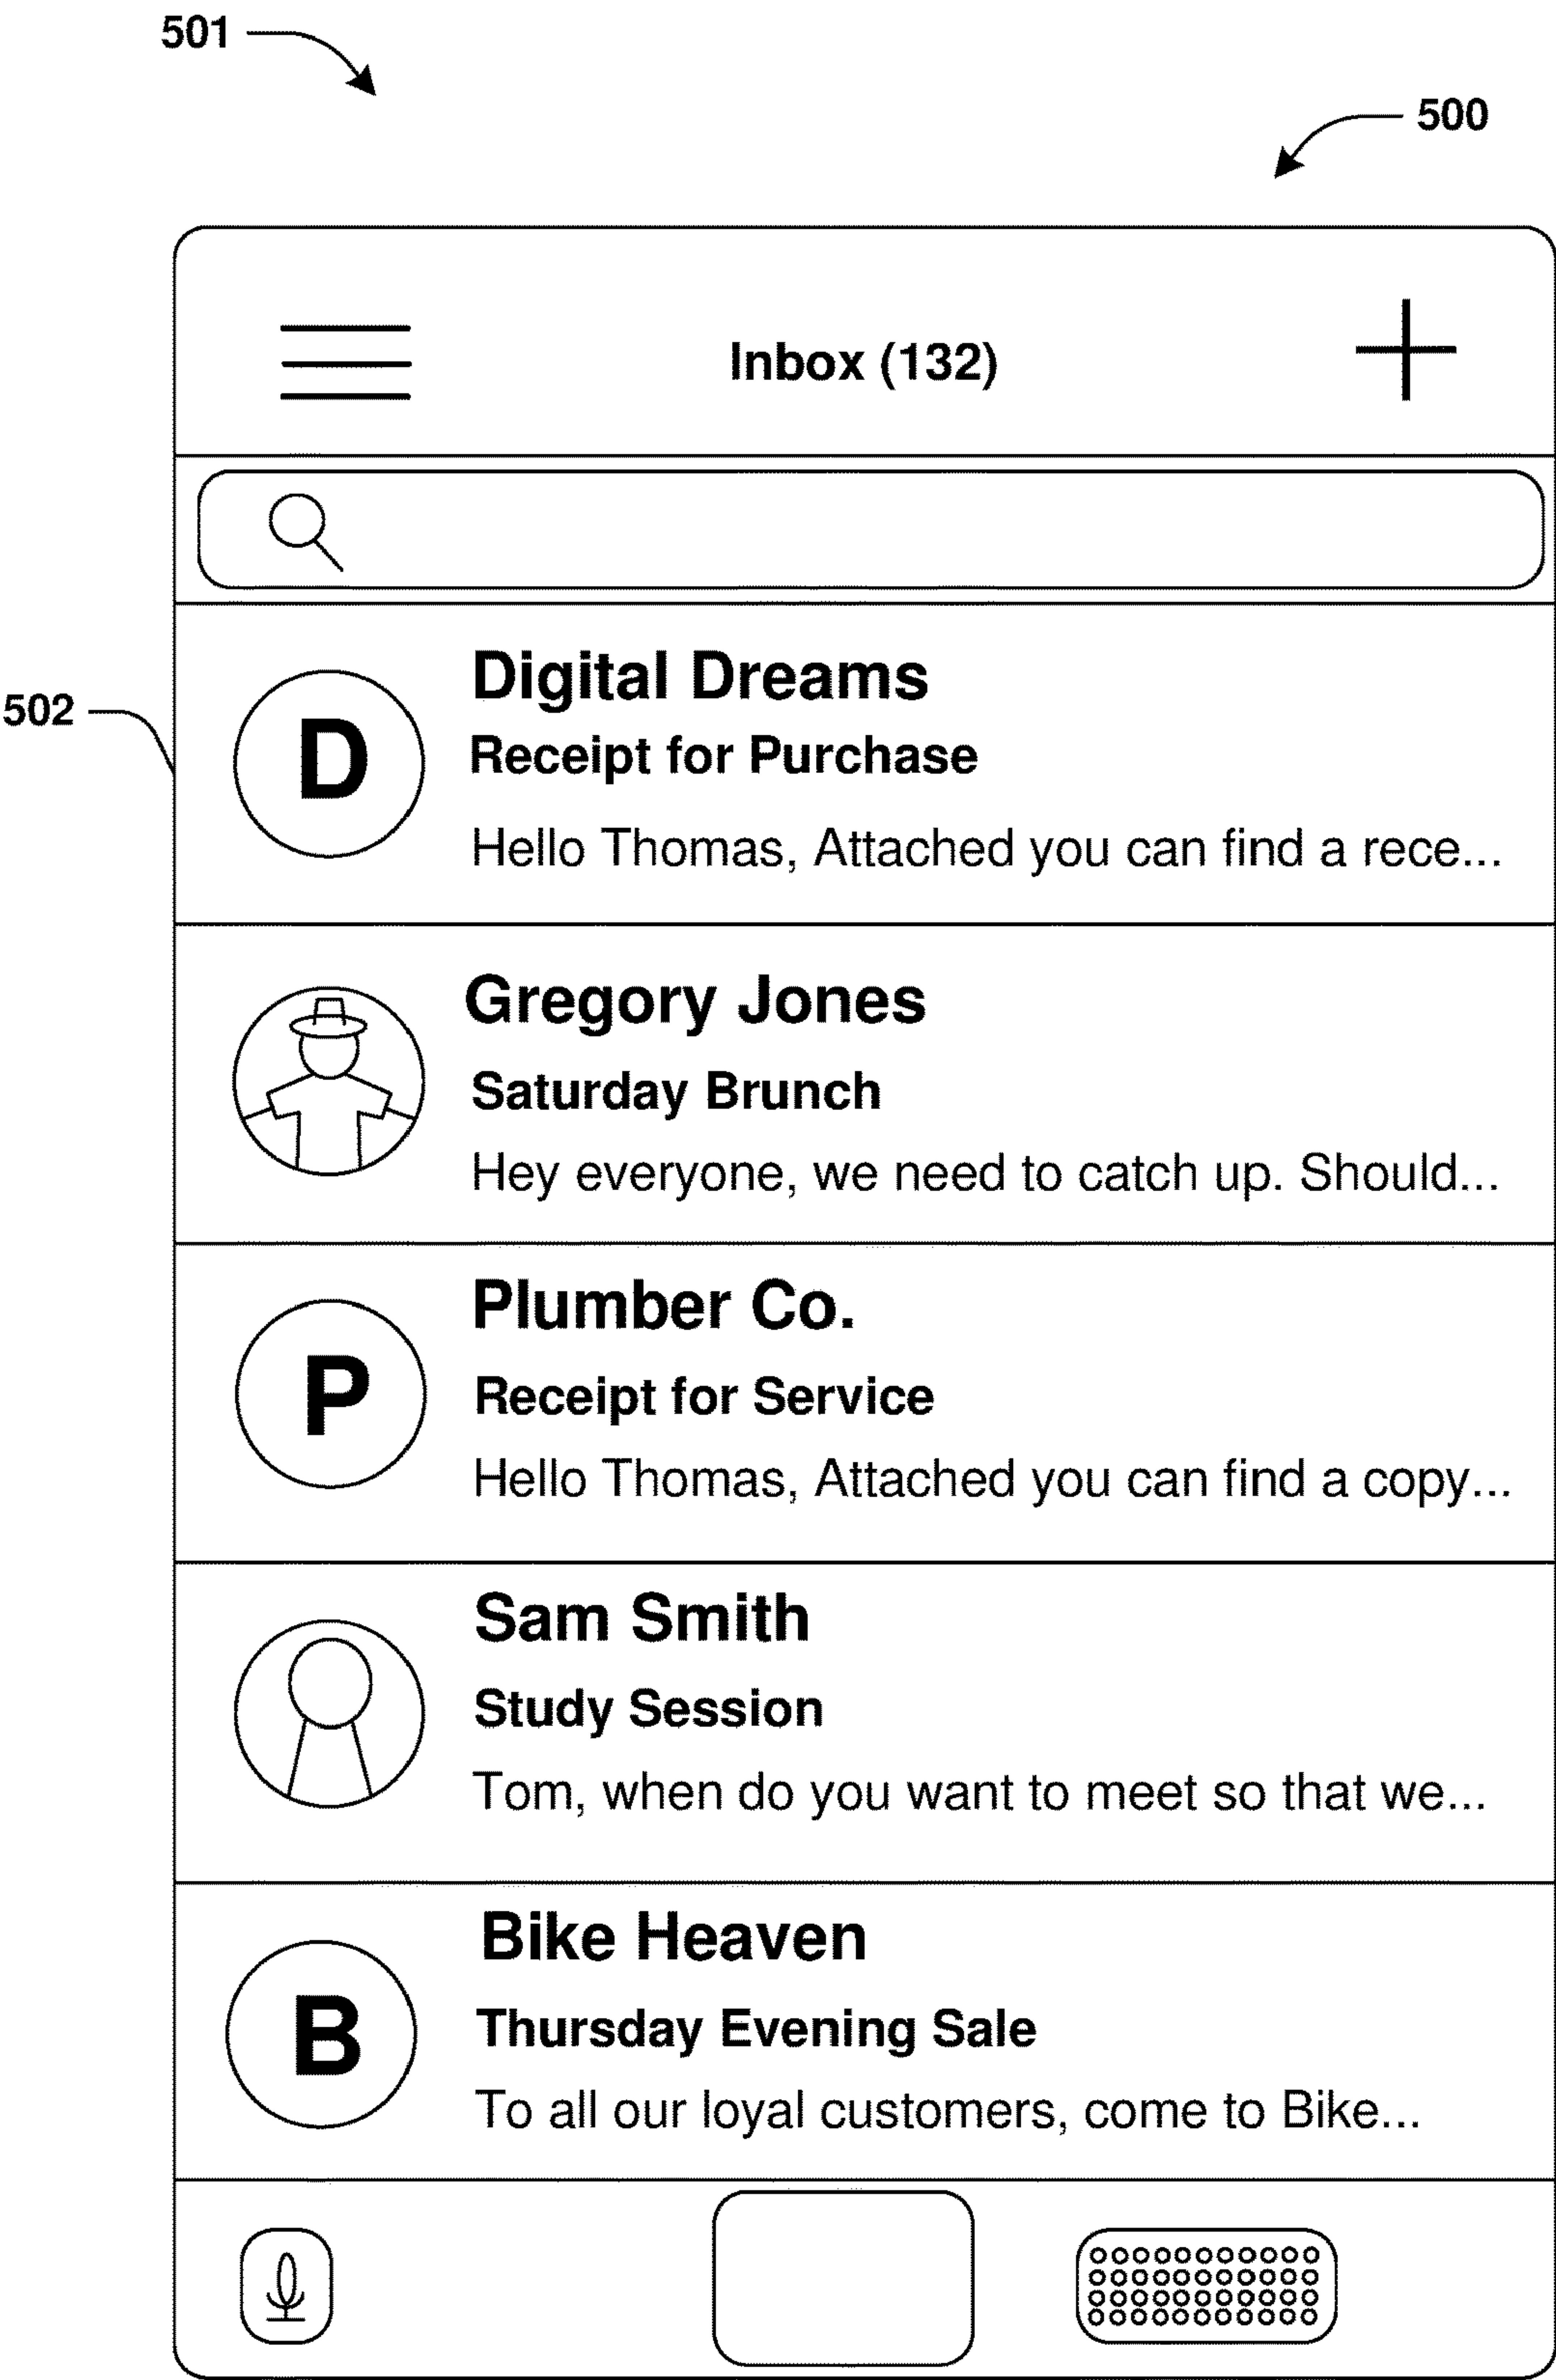 501
500
Inbox (132)
502
D
Digital Dreams
Receipt for Purchase
Hello Thomas, Attached you can find a rece...
Gregory Jones
Saturday Brunch
Hey everyone, we need to catch up. Should...
P
Plumber Co.
Receipt for Service
Hello Thomas, Attached you can find a copy...
Sam Smith
Study Session
Tom, when do you want to meet so that we...
B
Bike Heaven
Thursday Evening Sale
To all our loyal customers, come to Bike...